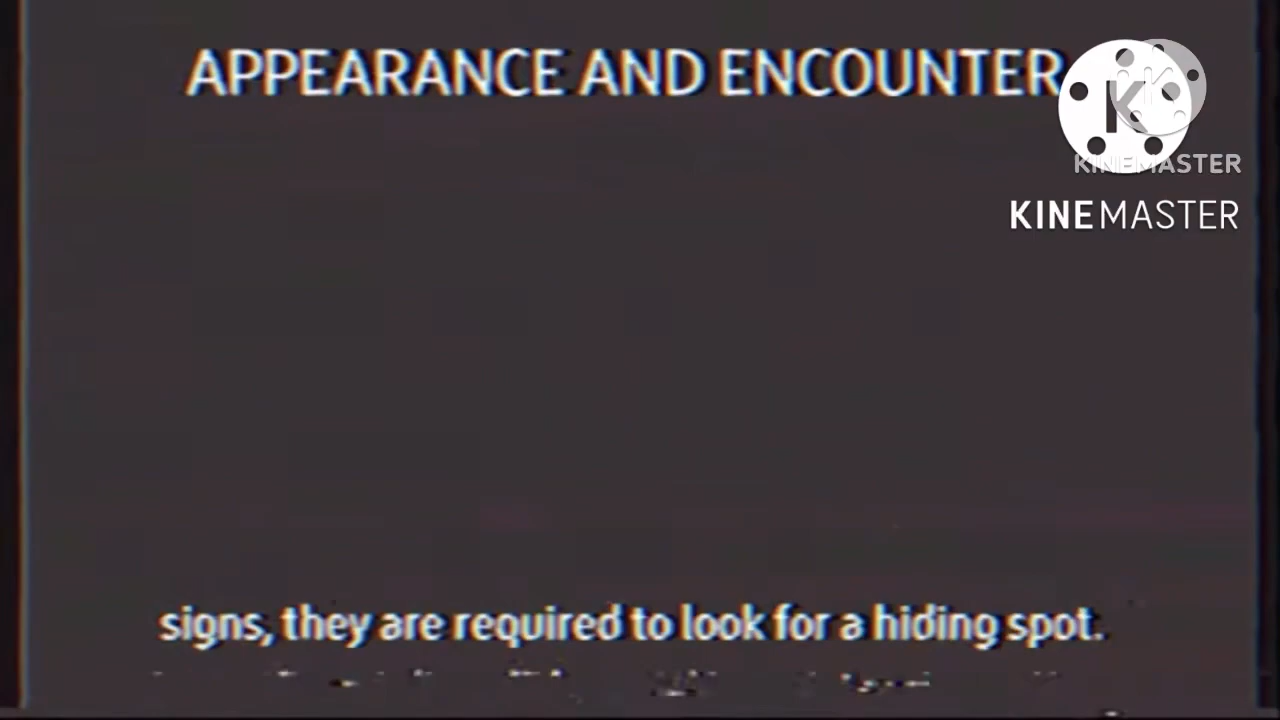 APPEARANCE AND ENCOUNTER
K
K
KINEMASTER
KINEMASTER
signs, they are required to look for a hiding spot.